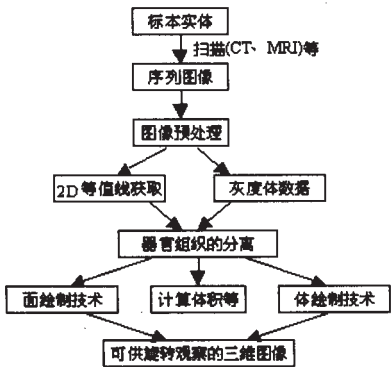 标本实体
扫描(CT、MRI)等
序列图像
图像预处理
2D等值线获取
灰度体数据
器官组织的分离
面绘制技术
计算体积等
体绘制技术
可供旋转观察的三维图像